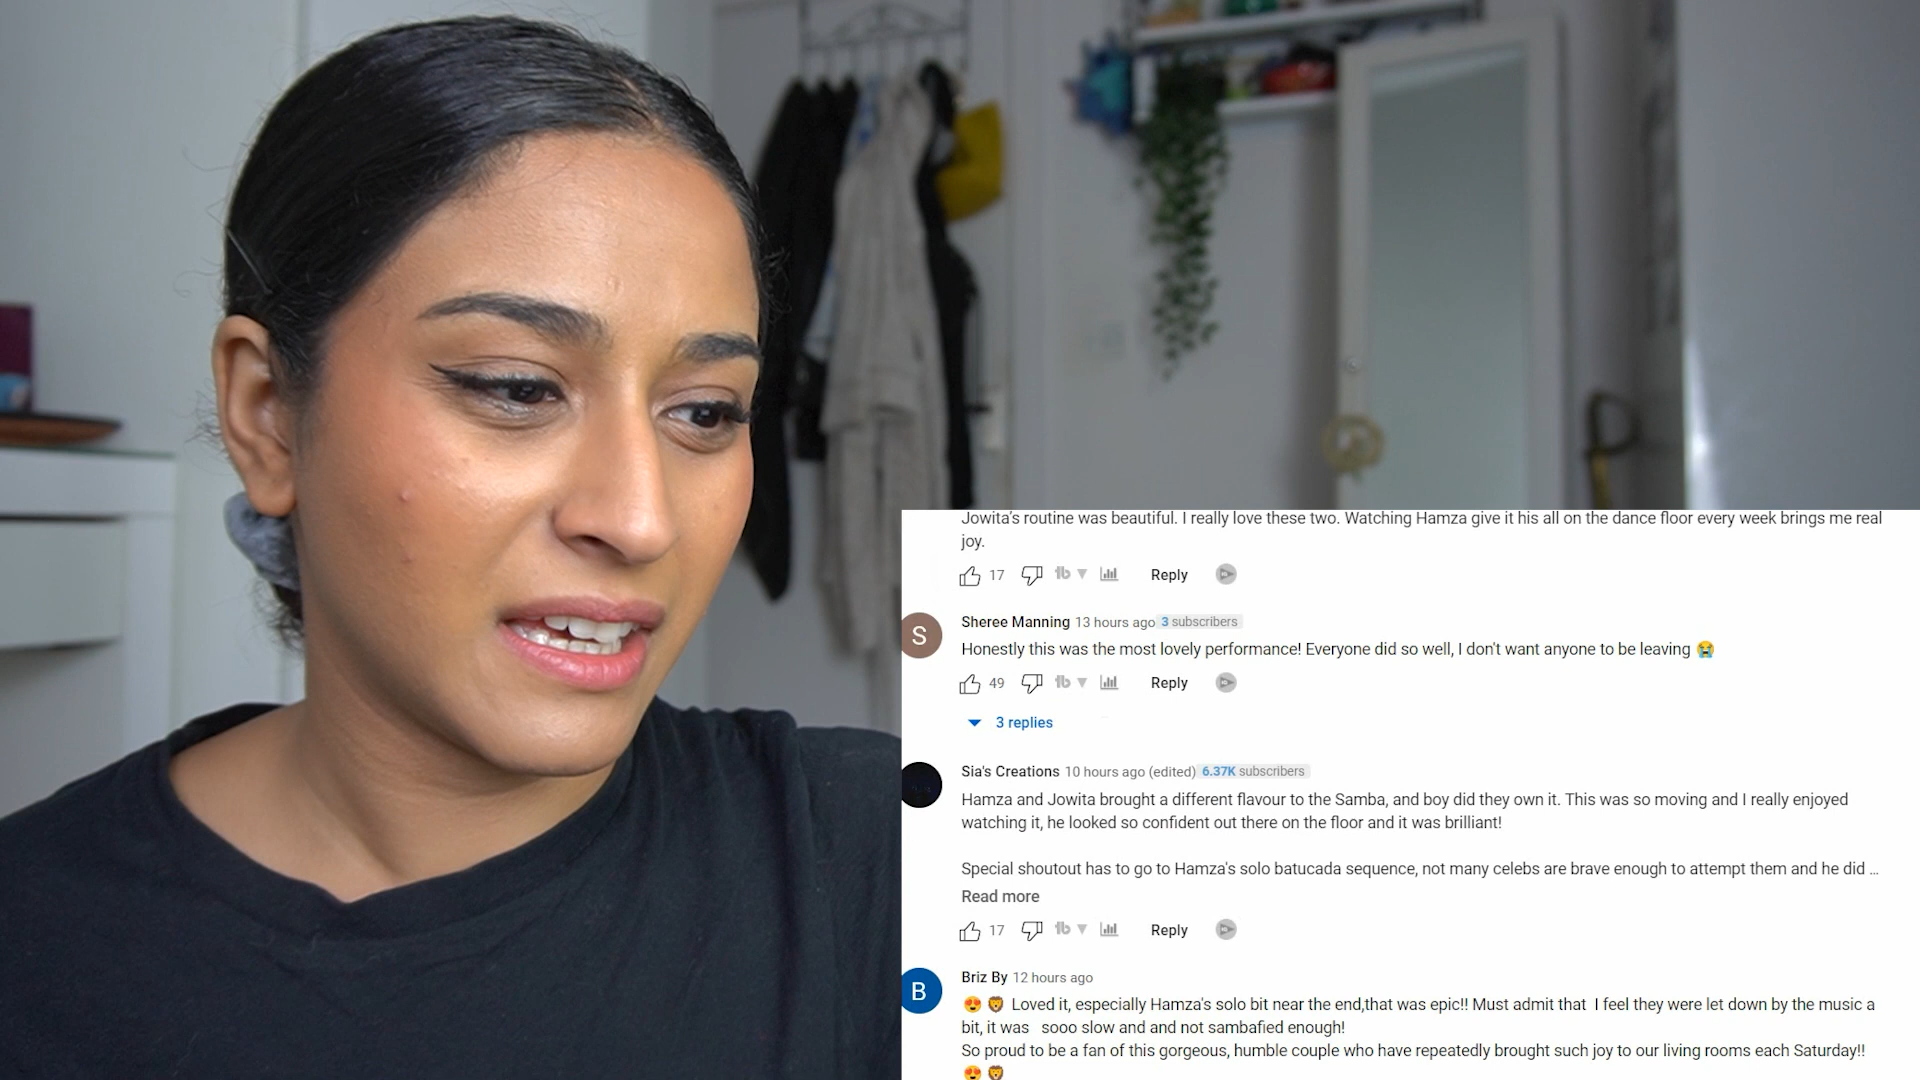 Jowita's routine was beautiful. I really love these two. Watching Hamza give it his all on the dance floor every week brings me real
joy.
17 Reply
S
Sheree Manning 13 hours ago 3 subscribers
Honestly this was the most lovely performance! Everyone did so well, I don't want anyone to be leaving 😭
49 Reply
3 replies
Sia's Creations 10 hours ago (edited) 6.37K subscribers
Hamza and Jowita brought a different flavour to the Samba, and boy did they own it. This was so moving and I really enjoyed
watching it, he looked so confident out there on the floor and it was brilliant!
Special shoutout has to go to Hamza's solo batucada sequence, not many celebs are brave enough to attempt them and he did ...
Read more
17 Reply
B
Briz By 12 hours ago
😍 🦁 Loved it, especially Hamza's solo bit near the end,that was epic!! Must admit that I feel they were let down by the music a
bit, it was sooo slow and and not sambafied enough!
So proud to be a fan of this gorgeous, humble couple who have repeatedly brought such joy to our living rooms each Saturday!!
😍 🦁